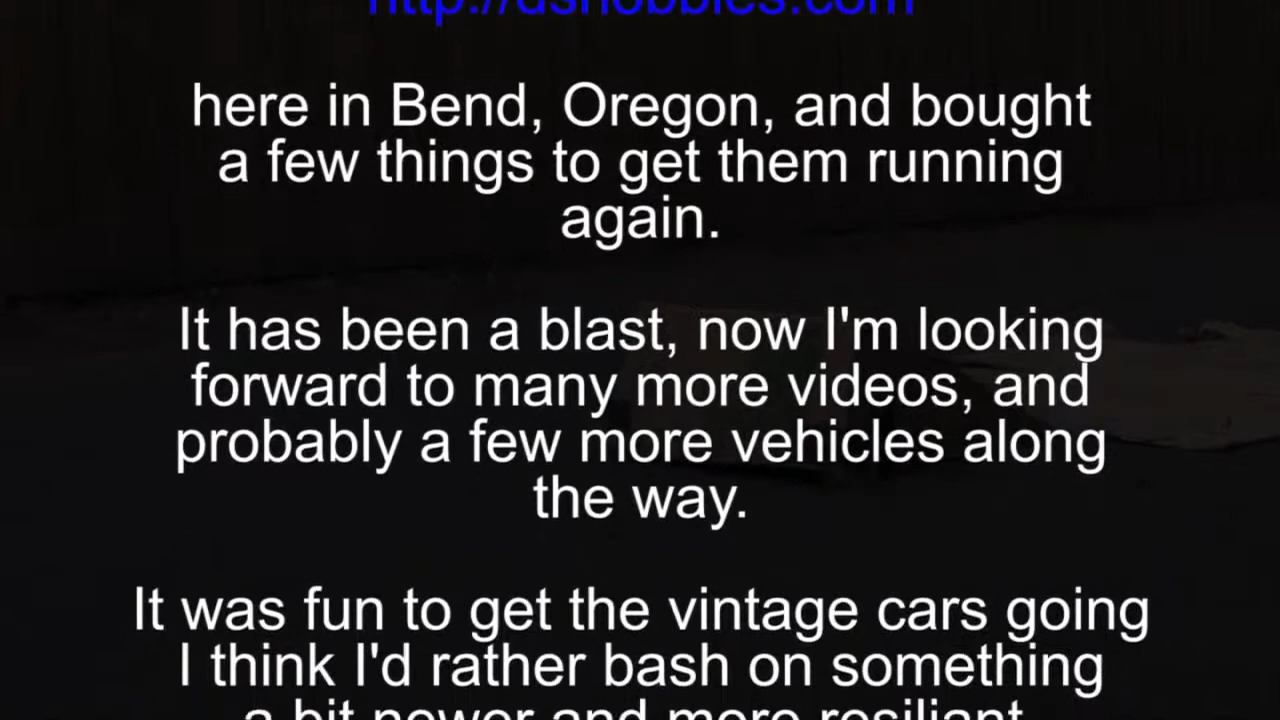 http://dshobbies.com
here in Bend, Oregon, and bought
a few things to get them running
again.
It has been a blast, now I'm looking
forward to many more videos, and
probably a few more vehicles along
the way.
It was fun to get the vintage cars going
I think I'd rather bash on something
a bit newer and more resiliant